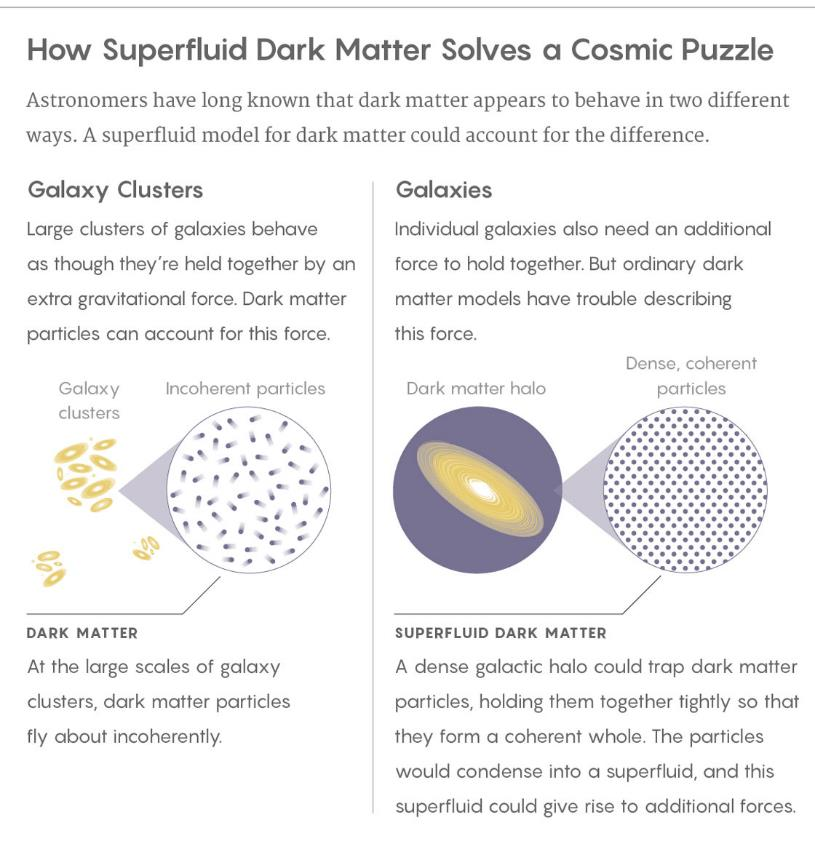 How Superfluid Dark Matter Solves a Cosmic Puzzle
Astronomers have long known that dark matter appears to behave in two different
ways. A superfluid model for dark matter could account for the difference.
Galaxy Clusters
Large clusters of galaxies behave
as though they’re held together by an
extra gravitational force. Dark matter
particles can account for this force.
Galaxy
clusters
Incoherent particles
DARK MATTER
At the large scales of galaxy
clusters, dark matter particles
fly about incoherently.
Galaxies
Individual galaxies also need an additional
force to hold together. But ordinary dark
matter models have trouble describing
this force.
Dark matter halo
Dense, coherent
particles
SUPERFLUID DARK MATTER
A dense galactic halo could trap dark matter
particles, holding them together tightly so that
they form a coherent whole. The particles
would condense into a superfluid, and this
superfluid could give rise to additional forces.